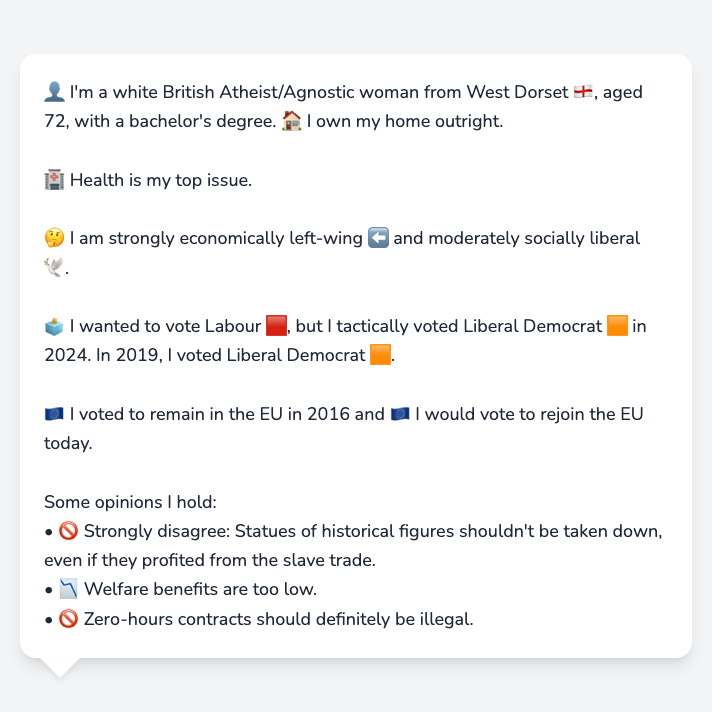 👤 I'm a white British Atheist/Agnostic woman from West Dorset 🏴󠁧󠁢󠁥󠁮󠁧󠁿, aged
72, with a bachelor's degree. 🏠 I own my home outright.
🏥 Health is my top issue.
🤔 I am strongly economically left-wing ⬅️ and moderately socially liberal
🕊️.
🗳️ I wanted to vote Labour 🟥, but I tactically voted Liberal Democrat 🟧 in
2024. In 2019, I voted Liberal Democrat 🟧.
🇪🇺 I voted to remain in the EU in 2016 and 🇪🇺 I would vote to rejoin the EU
today.
Some opinions I hold:
• 🚫 Strongly disagree: Statues of historical figures shouldn't be taken down,
even if they profited from the slave trade.
• 📉 Welfare benefits are too low.
• 🚫 Zero-hours contracts should definitely be illegal.